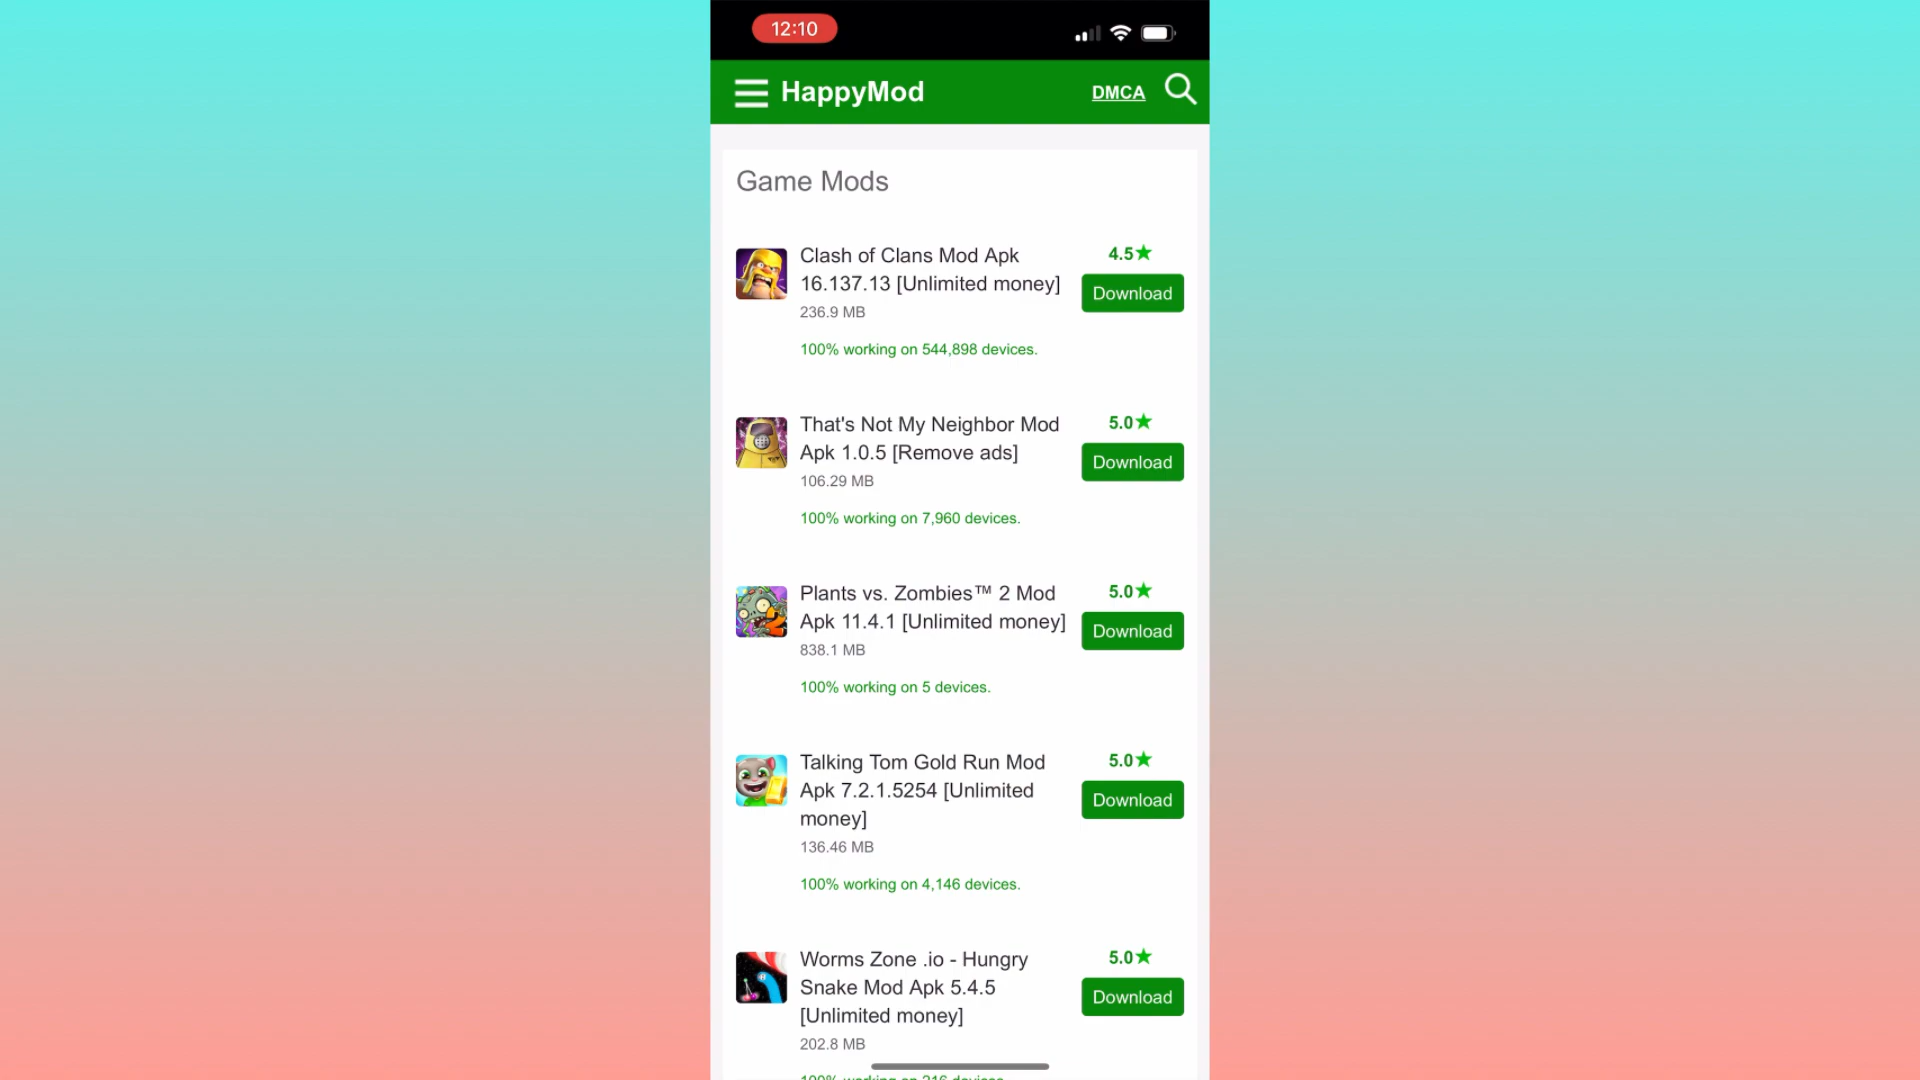 12:10
HappyMod
DMCA
Game Mods
Clash of Clans Mod Apk
16.137.13 [Unlimited money]
236.9 MB
100% working on 544,898 devices.
4.5★
Download
That's Not My Neighbor Mod
Apk 1.0.5 [Remove ads]
106.29 MB
100% working on 7,960 devices.
5.0★
Download
Plants vs. Zombies™ 2 Mod
Apk 11.4.1 [Unlimited money]
838.1 MB
100% working on 5 devices.
5.0★
Download
Talking Tom Gold Run Mod
Apk 7.2.1.5254 [Unlimited
money]
136.46 MB
100% working on 4,146 devices.
5.0★
Download
Worms Zone .io - Hungry
Snake Mod Apk 5.4.5
[Unlimited money]
202.8 MB
100% working on 216 devices.
5.0★
Download